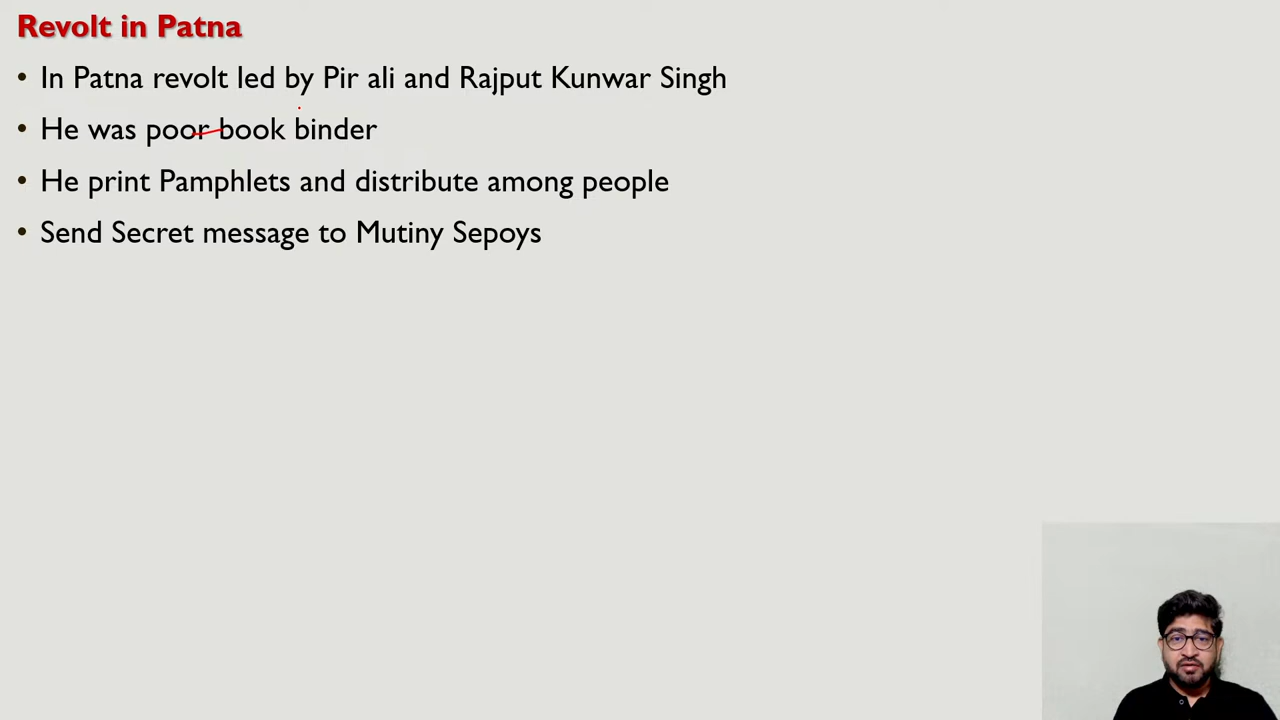 Revolt in Patna
• In Patna revolt led by Pir ali and Rajput Kunwar Singh
• He was poor book binder
• He print Pamphlets and distribute among people
• Send Secret message to Mutiny Sepoys